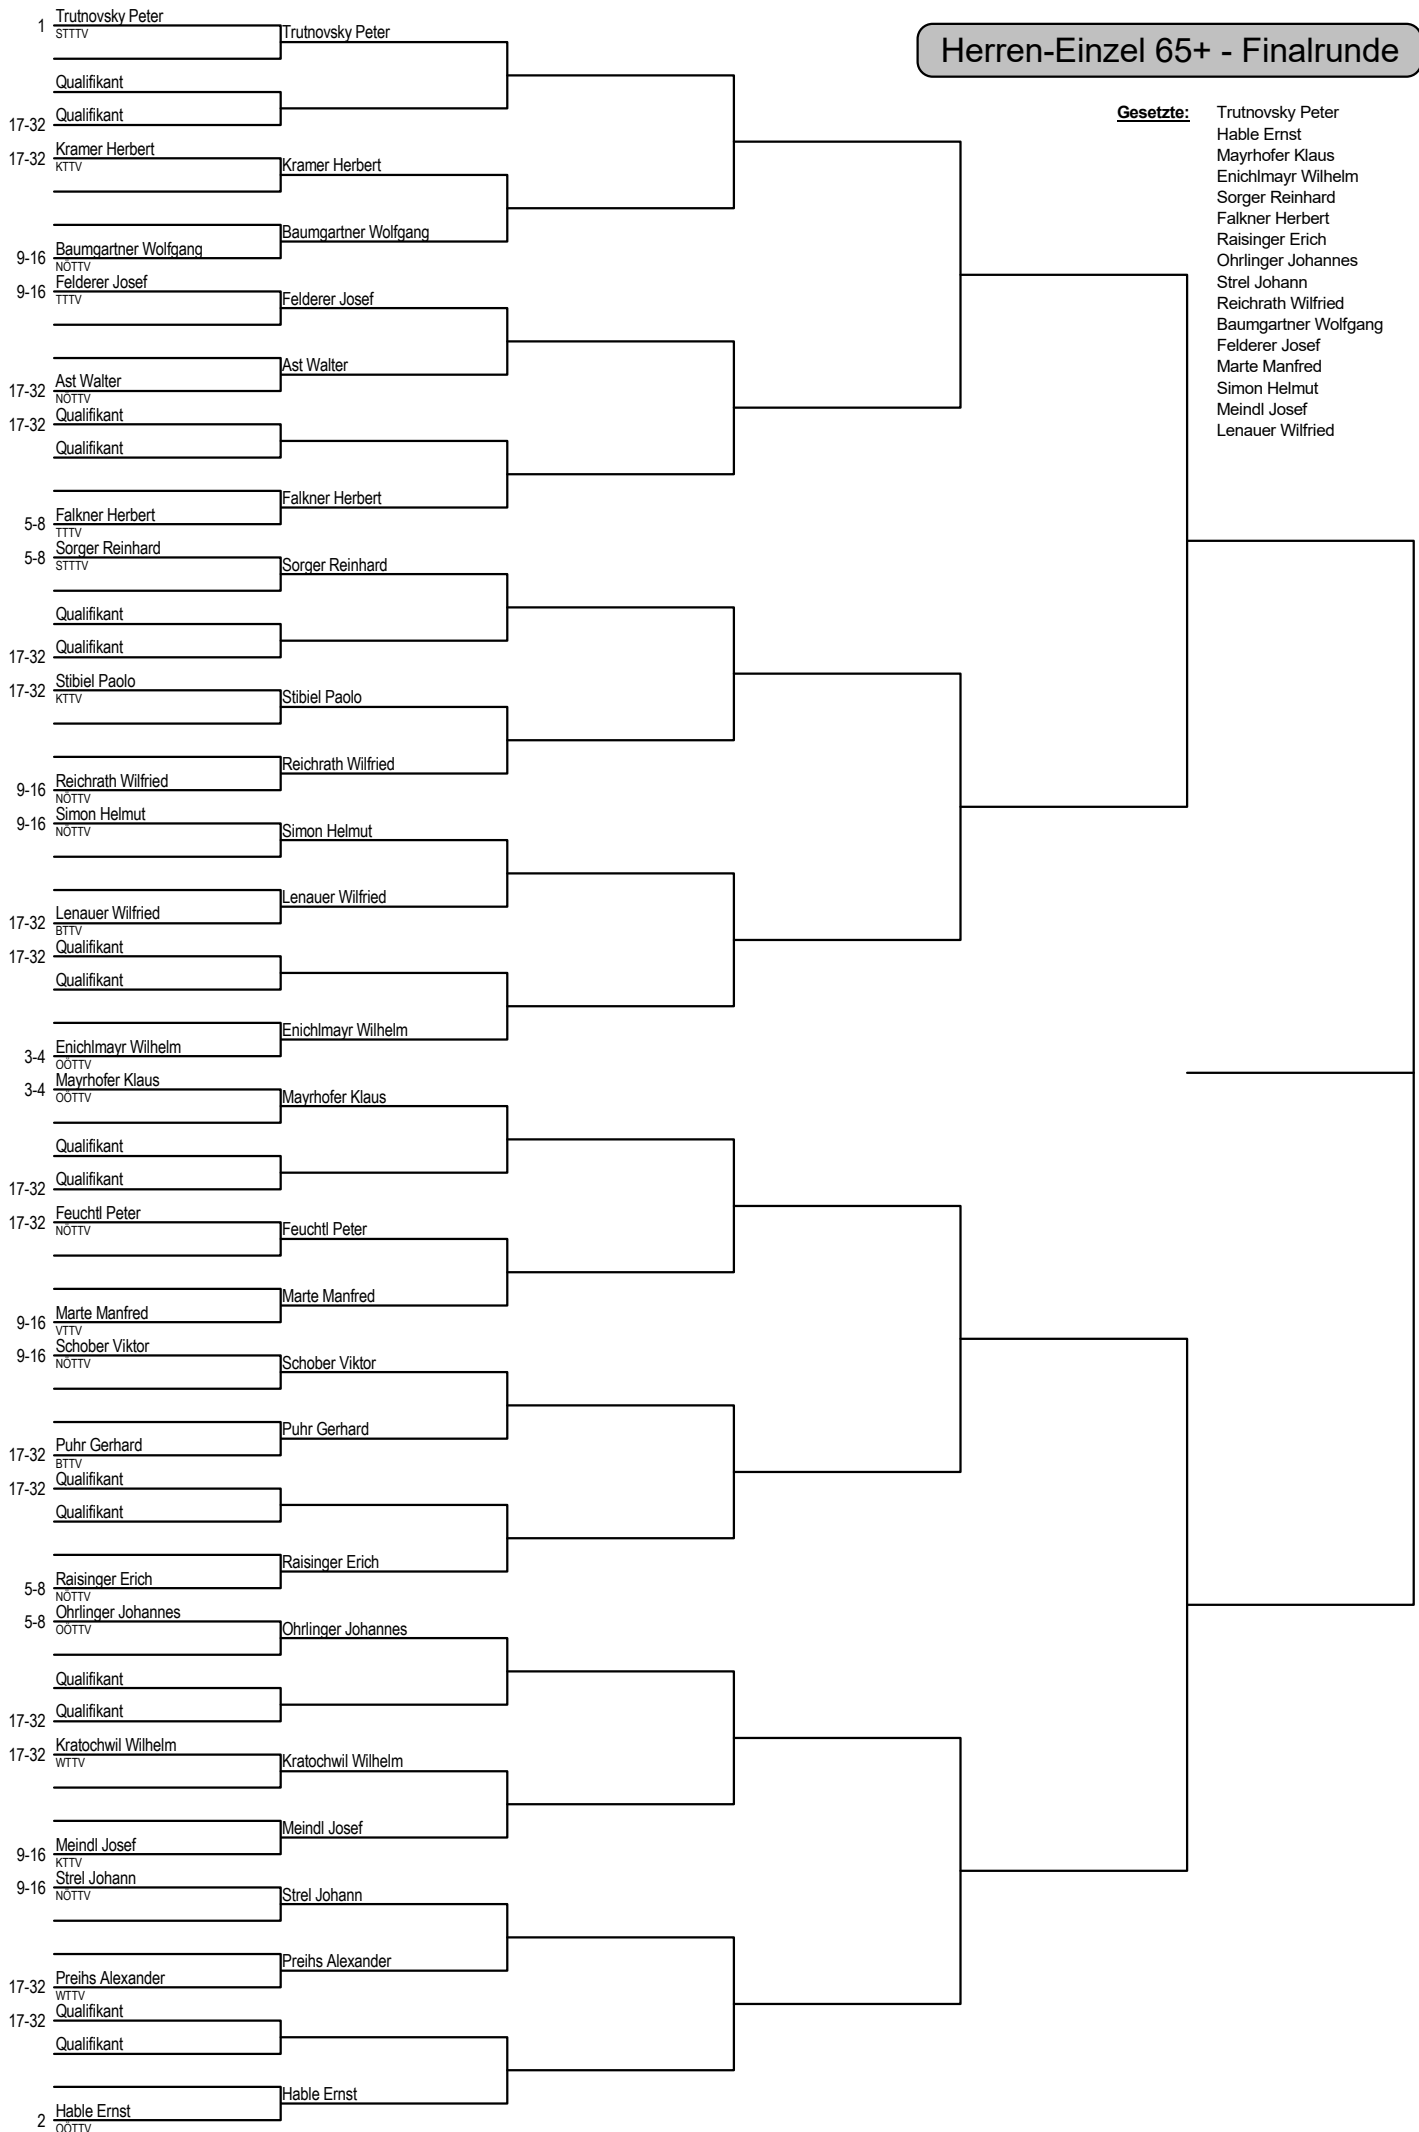 Herren-Einzel 65+ - Finalrunde
Gesetzte: Trutnovsky Peter
Hable Ernst
Mayrhofer Klaus
Enichlmayr Wilhelm
Sorger Reinhard
Falkner Herbert
Raisinger Erich
Ohrlinger Johannes
Strel Johann
Reichrath Wilfried
Baumgartner Wolfgang
Felderer Josef
Marte Manfred
Simon Helmut
Meindl Josef
Lenauer Wilfried
1 Trutnovsky Peter
STTTV
Trutnovsky Peter
Qualifikant
17-32 Qualifikant
17-32 Kramer Herbert
KTTV
Kramer Herbert
Baumgartner Wolfgang
9-16 Baumgartner Wolfgang
NÖTTV
9-16 Felderer Josef
TTTV
Felderer Josef
Ast Walter
17-32 Ast Walter
NÖTTV
17-32 Qualifikant
Qualifikant
Falkner Herbert
5-8 Falkner Herbert
TTTV
5-8 Sorger Reinhard
STTTV
Sorger Reinhard
Qualifikant
17-32 Qualifikant
17-32 Stibiel Paolo
KTTV
Stibiel Paolo
Reichrath Wilfried
9-16 Reichrath Wilfried
NÖTTV
9-16 Simon Helmut
NÖTTV
Simon Helmut
Lenauer Wilfried
17-32 Lenauer Wilfried
BTTV
17-32 Qualifikant
Qualifikant
Enichlmayr Wilhelm
3-4 Enichlmayr Wilhelm
OÖTTV
3-4 Mayrhofer Klaus
OÖTTV
Mayrhofer Klaus
Qualifikant
17-32 Qualifikant
17-32 Feuchtl Peter
NÖTTV
Feuchtl Peter
Marte Manfred
9-16 Marte Manfred
VTTV
9-16 Schober Viktor
NÖTTV
Schober Viktor
Puhr Gerhard
17-32 Puhr Gerhard
BTTV
17-32 Qualifikant
Qualifikant
Raisinger Erich
5-8 Raisinger Erich
NÖTTV
5-8 Ohrlinger Johannes
OÖTTV
Ohrlinger Johannes
Qualifikant
17-32 Qualifikant
17-32 Kratochwil Wilhelm
WTTV
Kratochwil Wilhelm
Meindl Josef
9-16 Meindl Josef
KTTV
9-16 Strel Johann
NÖTTV
Strel Johann
Preihs Alexander
17-32 Preihs Alexander
WTTV
17-32 Qualifikant
Qualifikant
Hable Ernst
2 Hable Ernst
OÖTTV